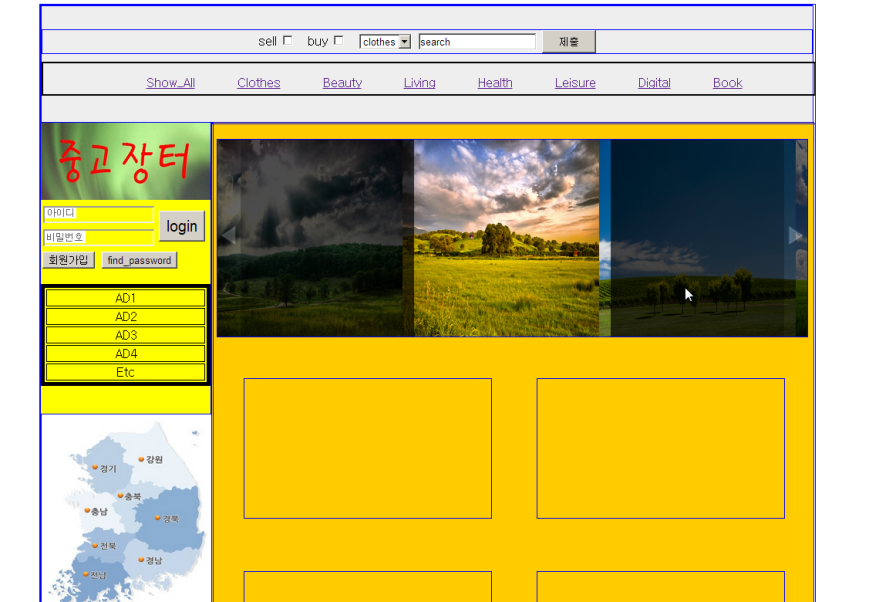 sell buy clothes search 제출
Show_All Clothes Beauty Living Health Leisure Digital Book
중고장터
아이디
비밀번호
login
회원가입 find_password
AD1
AD2
AD3
AD4
Etc
강원
경기
충북
충남
경북
전북
경남
전남